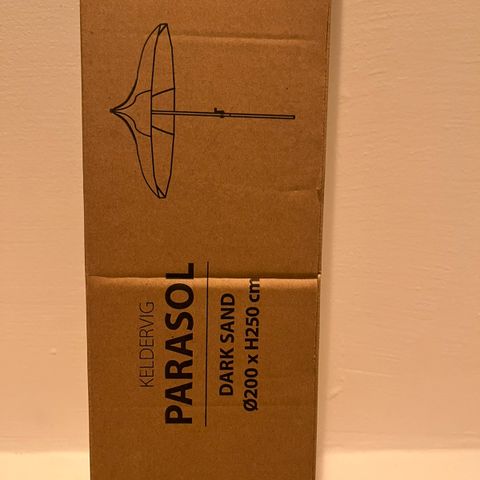 KELDERVIG
PARASOL
DARK SAND
Ø200 x H250 cm